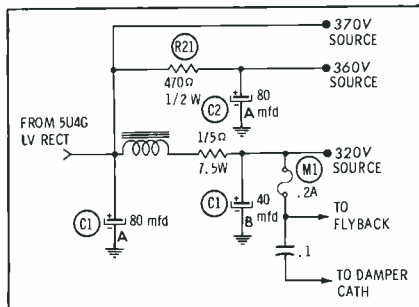 370V
SOURCE
R21
470Ω
1/2 W
360V
SOURCE
C2
A
80
mfd
FROM 5U4G
LV RECT
1/5Ω
7.5W
320V
SOURCE
M1
.2A
C1
80 mfd
A
C1
40
mfd
B
TO
FLYBACK
.1
TO DAMPER
CATH